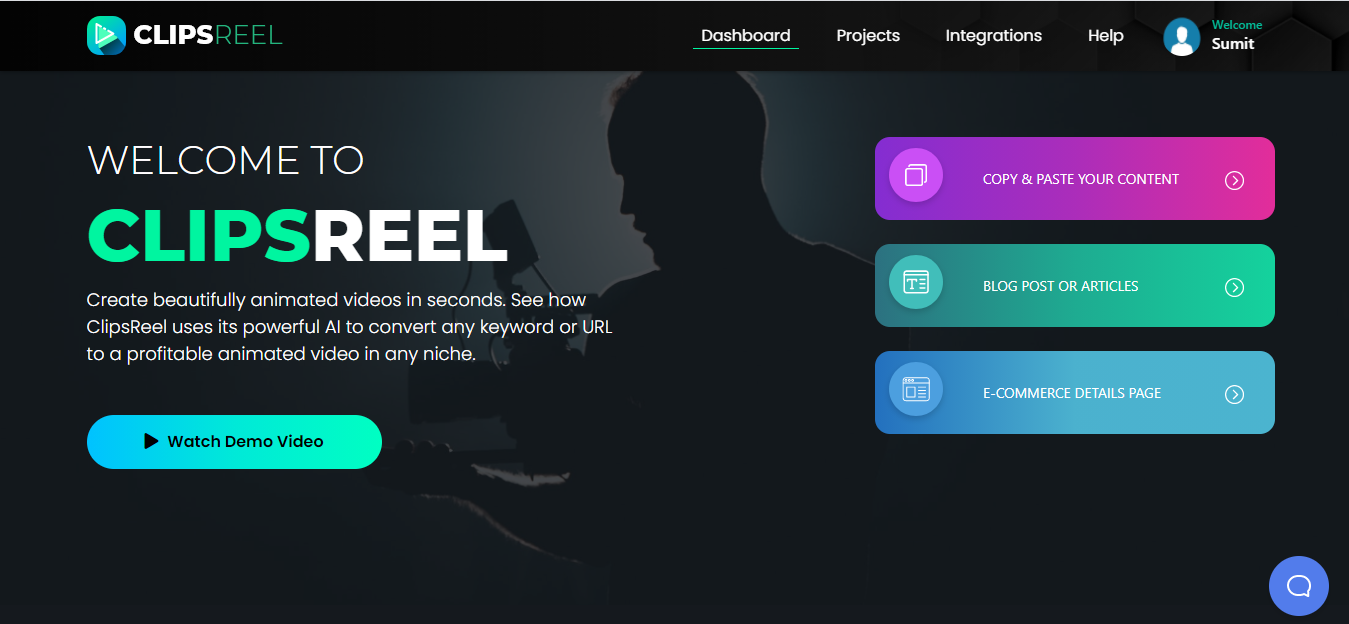 CLIPSREEL
Dashboard
Projects
Integrations
Help
Welcome
Sumit
WELCOME TO
CLIPSREEL
Create beautifully animated videos in seconds. See how
ClipsReel uses its powerful AI to convert any keyword or URL
to a profitable animated video in any niche.
Watch Demo Video
COPY & PASTE YOUR CONTENT
BLOG POST OR ARTICLES
E-COMMERCE DETAILS PAGE